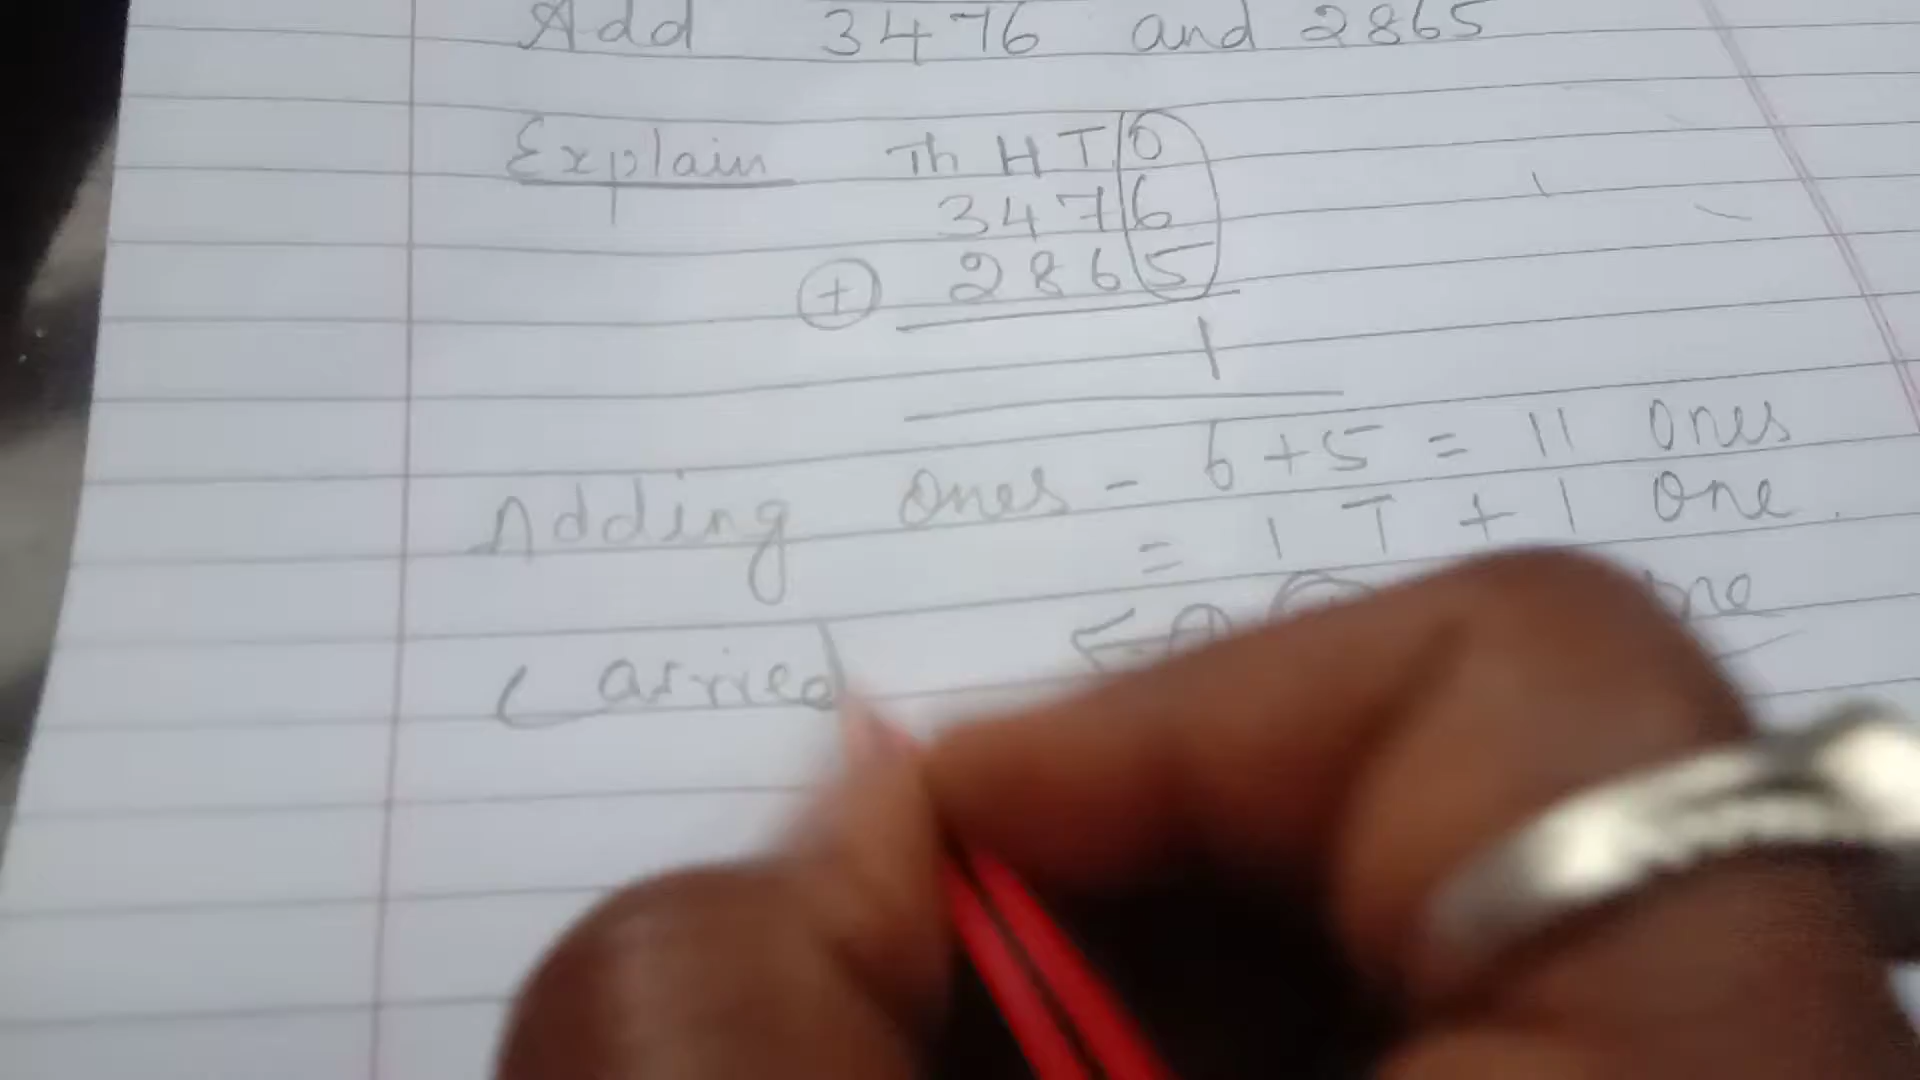 Add 3476 and 2865
Explain Th H T O
3476
+ 2865
1
Adding Ones - 6+5 = 11 Ones
= 1 T + 1 One.
Carried